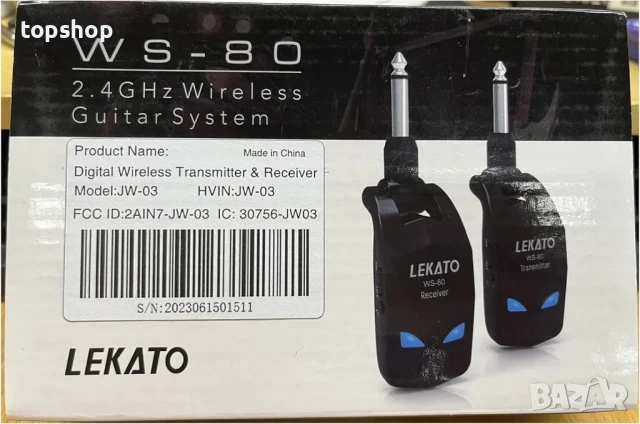 topshop
WS-80
2.4GHz Wireless
Guitar System
Product Name:
Made in China
Digital Wireless Transmitter & Receiver
Model:JW-03 HVIN:JW-03
FCC ID:2AIN7-JW-03 IC: 30756-JW03
S/N:2023061501511
LEKATO
LEKATO
WS-80
Receiver
LEKATO
WS-80
Transmitter
BAZAR